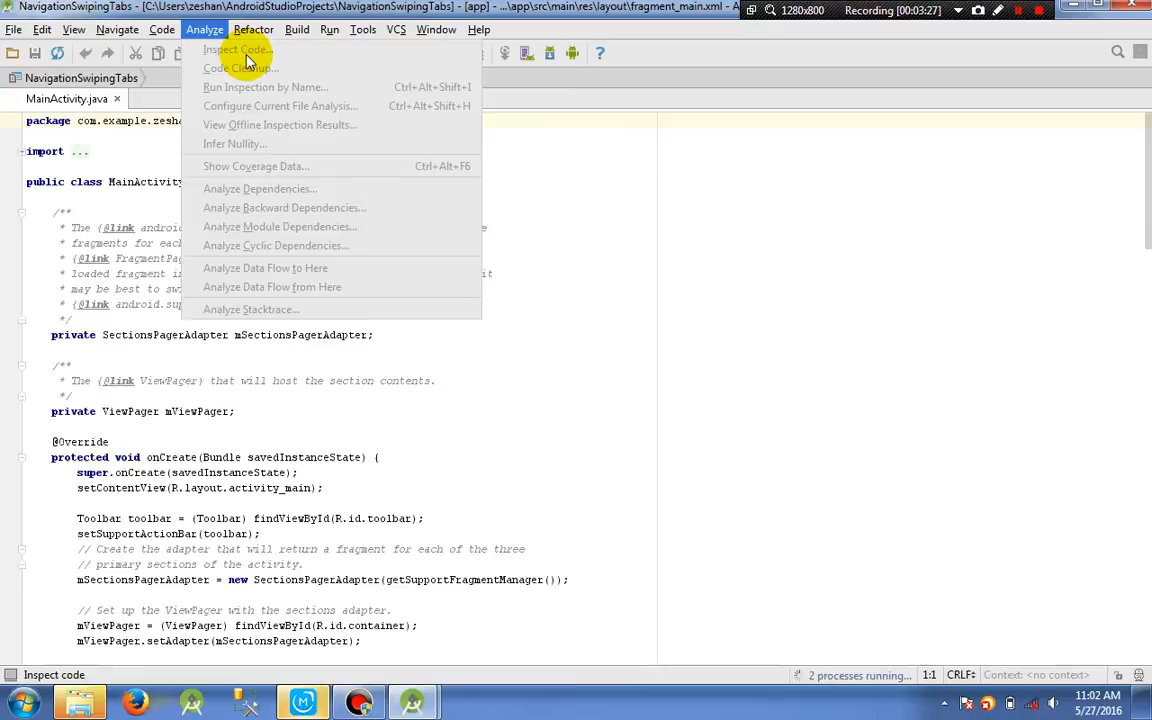 NavigationSwipingTabs - [C:\Users\zeshan\AndroidStudioProjects\NavigationSwipingTabs] - [app] - ...\app\src\main\res\layout\fragment_main.xml - A
1280x800
Recording [00:03:27]
File Edit View Navigate Code Analyze Refactor Build Run Tools VCS Window Help
NavigationSwipingTabs
MainActivity.java
Inspect Code...
Code Cleanup...
Run Inspection by Name... Ctrl+Alt+Shift+I
Configure Current File Analysis... Ctrl+Alt+Shift+H
View Offline Inspection Results...
Infer Nullity...
Show Coverage Data... Ctrl+Alt+F6
Analyze Dependencies...
Analyze Backward Dependencies...
Analyze Module Dependencies...
Analyze Cyclic Dependencies...
Analyze Data Flow to Here
Analyze Data Flow from Here
Analyze Stacktrace...
package com.example.zesha
import ...
public class MainActivity
/**
* The {@link android
* fragments for each
* {@link FragmentPa
* loaded fragment in
* may be best to sw
* {@link android.sup
*/
private SectionsPagerAdapter mSectionsPagerAdapter;
/**
* The {@link ViewPager} that will host the section contents.
*/
private ViewPager mViewPager;
@Override
protected void onCreate(Bundle savedInstanceState) {
super.onCreate(savedInstanceState);
setContentView(R.layout.activity_main);
Toolbar toolbar = (Toolbar) findViewById(R.id.toolbar);
setSupportActionBar(toolbar);
// Create the adapter that will return a fragment for each of the three
// primary sections of the activity.
mSectionsPagerAdapter = new SectionsPagerAdapter(getSupportFragmentManager());
// Set up the ViewPager with the sections adapter.
mViewPager = (ViewPager) findViewById(R.id.container);
mViewPager.setAdapter(mSectionsPagerAdapter);
Inspect code
2 processes running...
1:1
CRLF
Context: <no context>
11:02 AM
5/27/2016